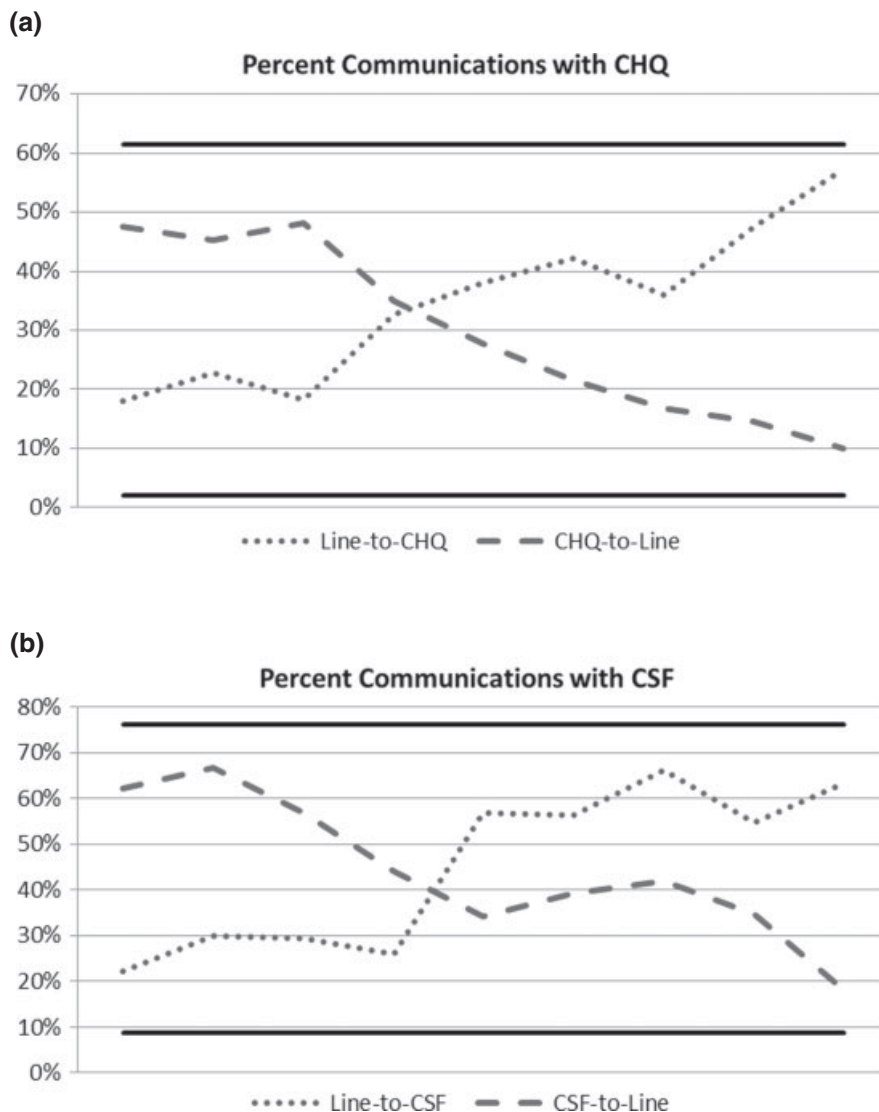 (a)
Percent Communications with CHQ
70%
60%
50%
40%
30%
20%
10%
0%
Line-to-CHQ CHQ-to-Line
(b)
Percent Communications with CSF
80%
70%
60%
50%
40%
30%
20%
10%
0%
Line-to-CSF CSF-to-Line